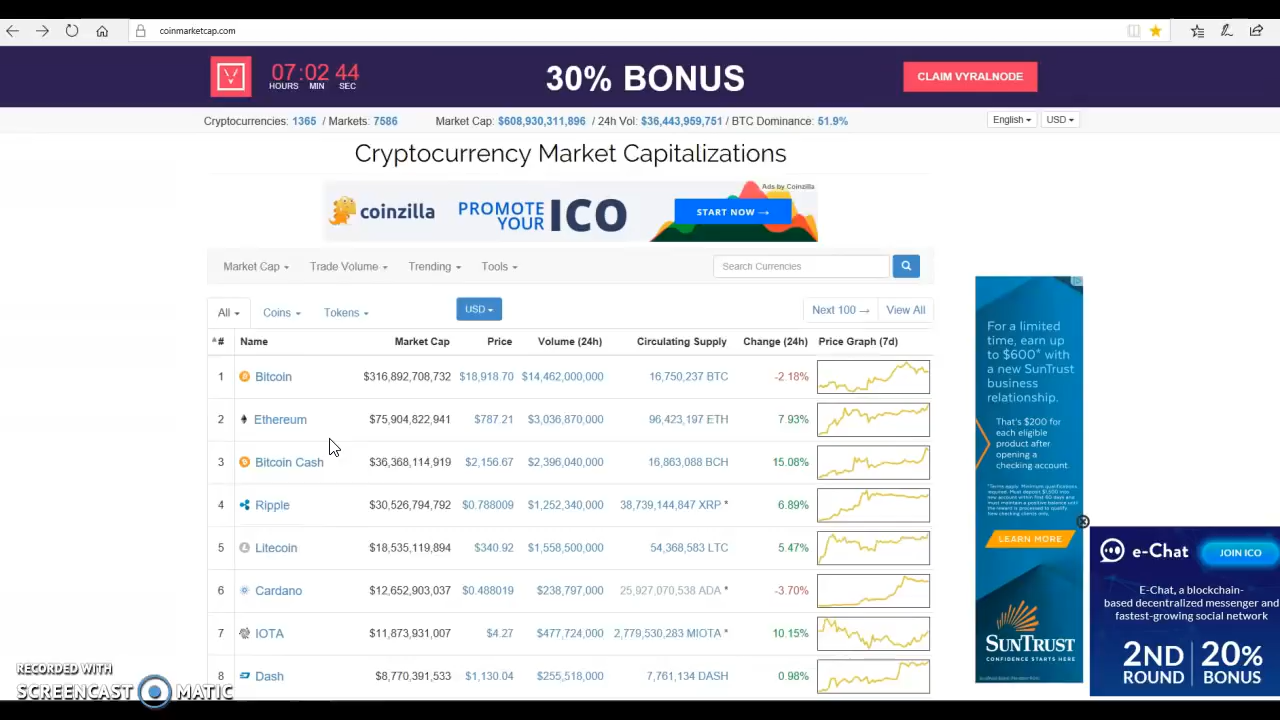 coinmarketcap.com
07:02 44
HOURS MIN SEC
30% BONUS
CLAIM VYRALNODE
Cryptocurrencies: 1365 / Markets: 7586 Market Cap: $608,930,311,896 / 24h Vol: $36,443,959,751 / BTC Dominance: 51.9%
English USD
Cryptocurrency Market Capitalizations
Ads by Coinzilla
coinzilla PROMOTE YOUR ICO START NOW →
Market Cap Trade Volume Trending Tools Search Currencies
All Coins Tokens USD Next 100 → View All
# Name Market Cap Price Volume (24h) Circulating Supply Change (24h) Price Graph (7d)
1 Bitcoin $316,892,708,732 $18,918.70 $14,462,000,000 16,750,237 BTC -2.18%
2 Ethereum $75,904,822,941 $787.21 $3,036,870,000 96,423,197 ETH 7.93%
3 Bitcoin Cash $36,368,114,919 $2,156.67 $2,396,040,000 16,863,088 BCH 15.08%
4 Ripple $30,526,794,732 $0.788009 38,739,144,847 XRP * 0.89%
5 Litecoin $18,535,119,894 $340.92 $1,558,500,000 54,368,583 LTC 5.47%
6 Cardano $12,652,903,037 $0.488019 $238,797,000 25,927,070,538 ADA * -3.70%
7 IOTA $11,873,931,007 $4.27 $477,724,000 2,779,530,283 MIOTA * 10.15%
8 Dash $8,770,391,533 $1,130.04 $255,518,000 7,761,134 DASH 0.98%
For a limited
time, earn up
to $600* with
a new SunTrust
business
relationship.
That's $200 for
each eligible
product after
opening a
checking account.
LEARN MORE
SUNTRUST
CONFIDENCE STARTS HERE
e-Chat JOIN ICO
E-Chat, a blockchain-
based decentralized messenger and
fastest-growing social network
2ND ROUND 20% BONUS
RECORDED WITH
SCREENCAST MATIC